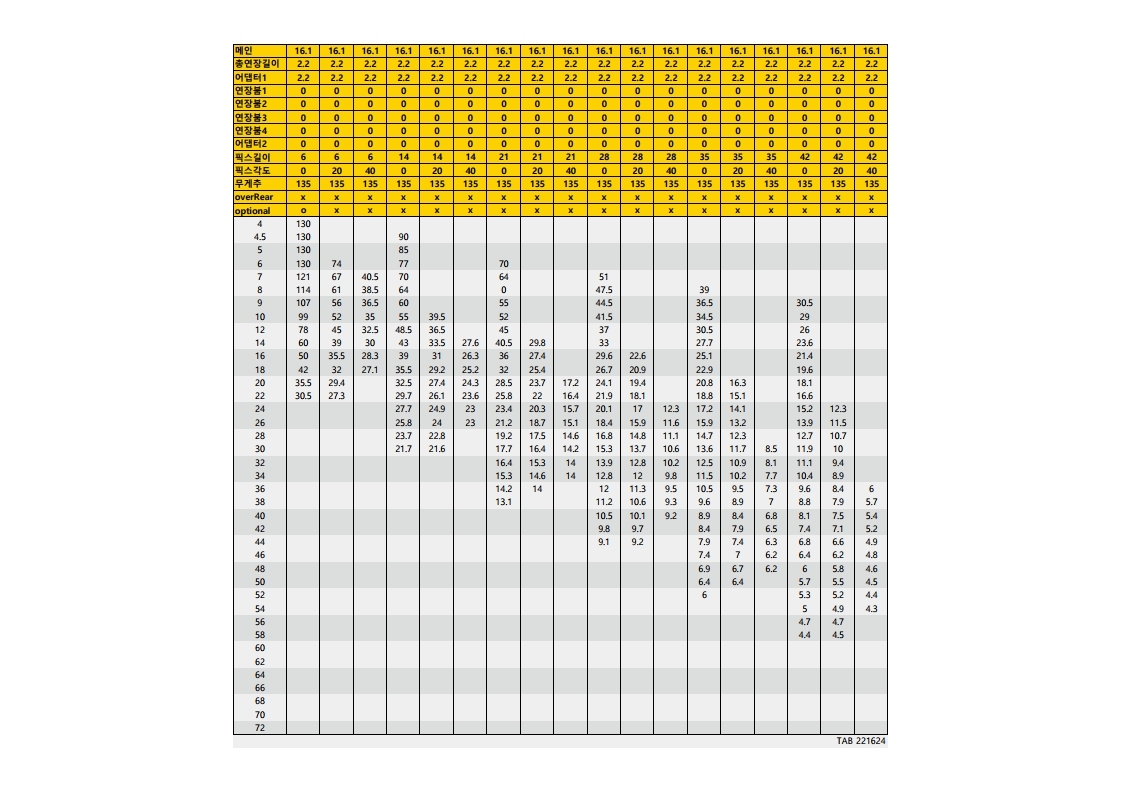 메인 16.1 16.1 16.1 16.1 16.1 16.1 16.1 16.1 16.1 16.1 16.1 16.1 16.1 16.1 16.1 16.1 16.1 16.1
총연장길이 2.2 2.2 2.2 2.2 2.2 2.2 2.2 2.2 2.2 2.2 2.2 2.2 2.2 2.2 2.2 2.2 2.2 2.2
어댑터1 2.2 2.2 2.2 2.2 2.2 2.2 2.2 2.2 2.2 2.2 2.2 2.2 2.2 2.2 2.2 2.2 2.2 2.2
연장붐1 0 0 0 0 0 0 0 0 0 0 0 0 0 0 0 0 0 0
연장붐2 0 0 0 0 0 0 0 0 0 0 0 0 0 0 0 0 0 0
연장붐3 0 0 0 0 0 0 0 0 0 0 0 0 0 0 0 0 0 0
연장붐4 0 0 0 0 0 0 0 0 0 0 0 0 0 0 0 0 0 0
어댑터2 0 0 0 0 0 0 0 0 0 0 0 0 0 0 0 0 0 0
픽스길이 6 6 6 14 14 14 21 21 21 28 28 28 35 35 35 42 42 42
픽스각도 0 20 40 0 20 40 0 20 40 0 20 40 0 20 40 0 20 40
무게추 135 135 135 135 135 135 135 135 135 135 135 135 135 135 135 135 135 135
overRear x x x x x x x x x x x x x x x x x x
optional o x x x x x x x x x x x x x x x x x
4 130
4.5 130 90
5 130 85
6 130 74 77 70
7 121 67 40.5 70 64 51
8 114 61 38.5 64 0 47.5 39
9 107 56 36.5 60 55 44.5 36.5 30.5
10 99 52 35 55 39.5 52 41.5 34.5 29
12 78 45 32.5 48.5 36.5 45 37 30.5 26
14 60 39 30 43 33.5 27.6 40.5 29.8 33 27.7 23.6
16 50 35.5 28.3 39 31 26.3 36 27.4 29.6 22.6 25.1 21.4
18 42 32 27.1 35.5 29.2 25.2 32 25.4 26.7 20.9 22.9 19.6
20 35.5 29.4 32.5 27.4 24.3 28.5 23.7 17.2 24.1 19.4 20.8 16.3 18.1
22 30.5 27.3 29.7 26.1 23.6 25.8 22 16.4 21.9 18.1 18.8 15.1 16.6
24 27.7 24.9 23 23.4 20.3 15.7 20.1 17 12.3 17.2 14.1 15.2 12.3
26 25.8 24 23 21.2 18.7 15.1 18.4 15.9 11.6 15.9 13.2 13.9 11.5
28 23.7 22.8 19.2 17.5 14.6 16.8 14.8 11.1 14.7 12.3 12.7 10.7
30 21.7 21.6 17.7 16.4 14.2 15.3 13.7 10.6 13.6 11.7 8.5 11.9 10
32 16.4 15.3 14 13.9 12.8 10.2 12.5 10.9 8.1 11.1 9.4
34 15.3 14.6 14 12.8 12 9.8 11.5 10.2 7.7 10.4 8.9
36 14.2 14 12 11.3 9.5 10.5 9.5 7.3 9.6 8.4 6
38 13.1 11.2 10.6 9.3 9.6 8.9 7 8.8 7.9 5.7
40 10.5 10.1 9.2 8.9 8.4 6.8 8.1 7.5 5.4
42 9.8 9.7 8.4 7.9 6.5 7.4 7.1 5.2
44 9.1 9.2 7.9 7.4 6.3 6.8 6.6 4.9
46 7.4 7 6.2 6.4 6.2 4.8
48 6.9 6.7 6.2 6 5.8 4.6
50 6.4 6.4 5.7 5.5 4.5
52 6 5.3 5.2 4.4
54 5 4.9 4.3
56 4.7 4.7
58 4.4 4.5
60
62
64
66
68
70
72
TAB 221624